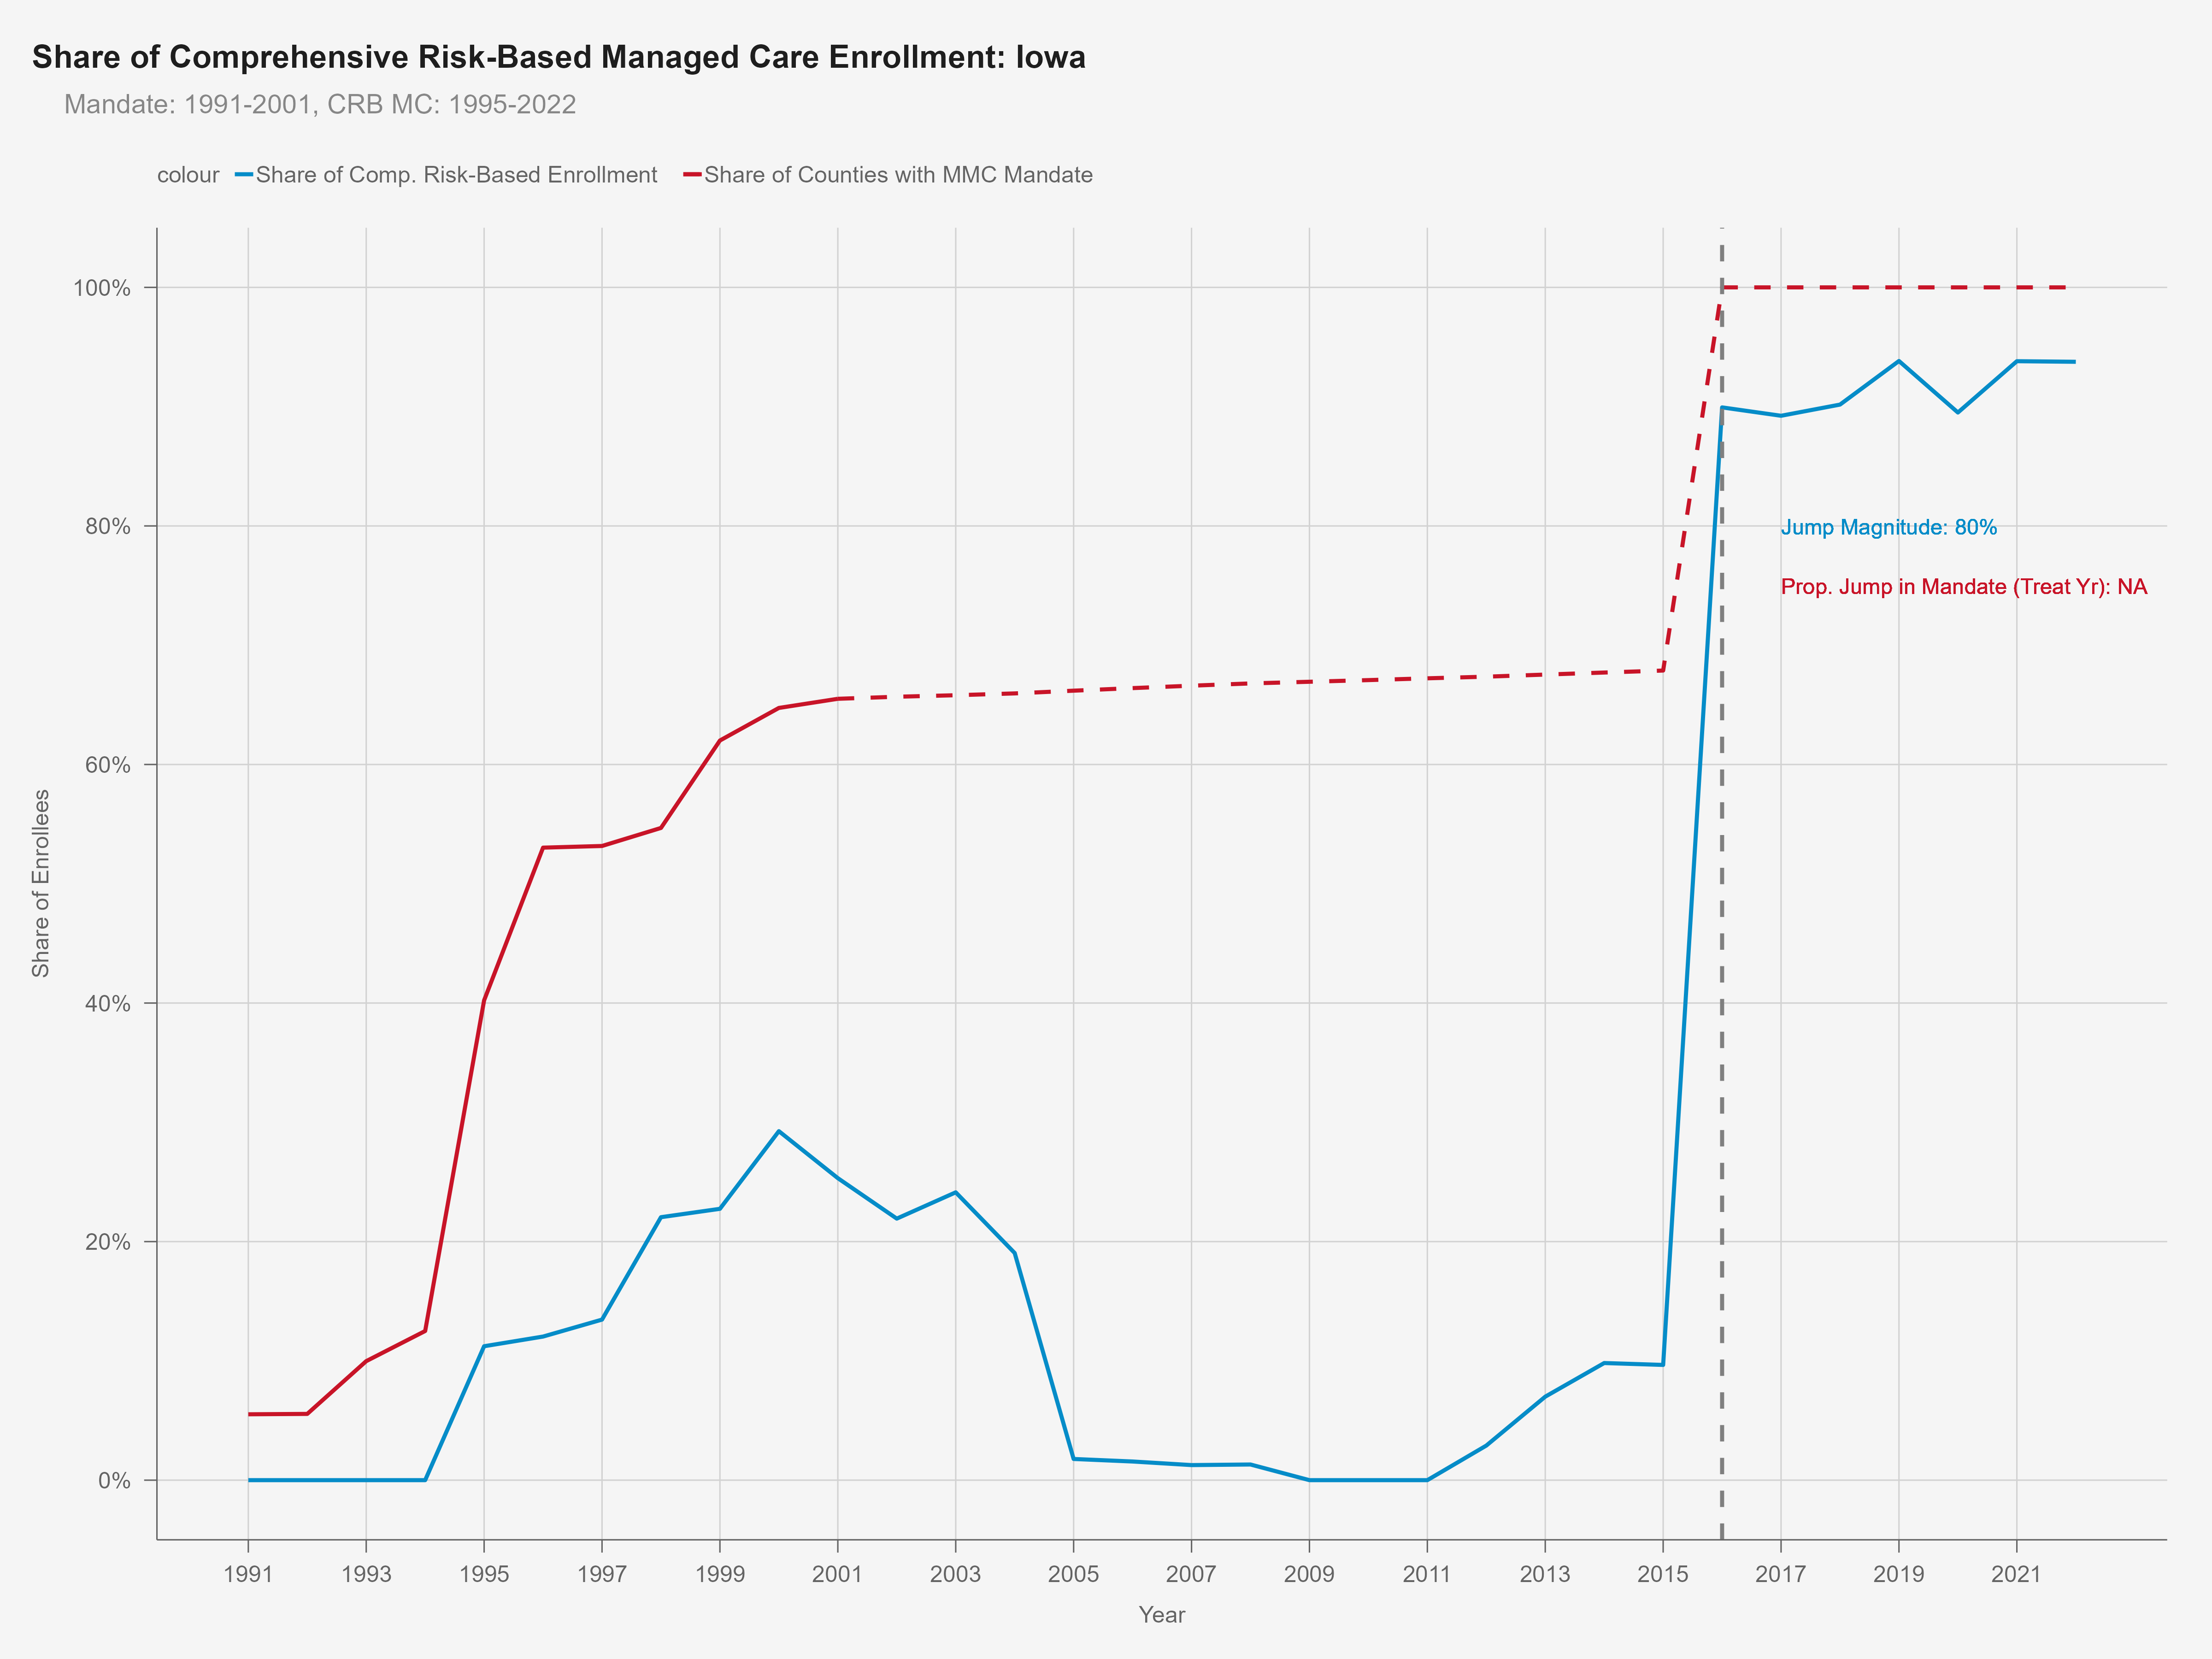 Share of Comprehensive Risk-Based Managed Care Enrollment: Iowa
Mandate: 1991-2001, CRB MC: 1995-2022
colour Share of Comp. Risk-Based Enrollment Share of Counties with MMC Mandate
100%
80%
60%
40%
20%
0%
Share of Enrollees
Jump Magnitude: 80%
Prop. Jump in Mandate (Treat Yr): NA
1991 1993 1995 1997 1999 2001 2003 2005 2007 2009 2011 2013 2015 2017 2019 2021
Year